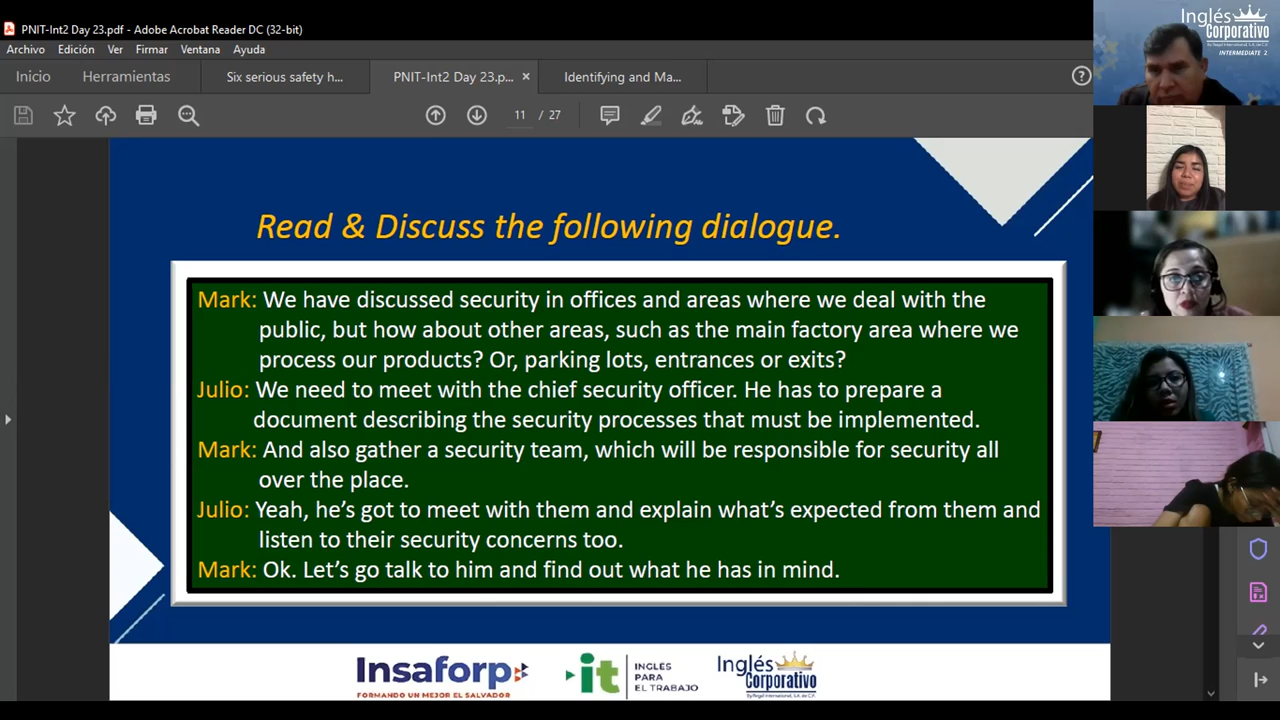 PNIT-Int2 Day 23.pdf - Adobe Acrobat Reader DC (32-bit)
Archivo Edición Ver Firmar Ventana Ayuda
Inicio Herramientas Six serious safety h... PNIT-Int2 Day 23.p... × Identifying and Ma...
11 / 27
Read & Discuss the following dialogue.
Mark: We have discussed security in offices and areas where we deal with the
public, but how about other areas, such as the main factory area where we
process our products? Or, parking lots, entrances or exits?
Julio: We need to meet with the chief security officer. He has to prepare a
document describing the security processes that must be implemented.
Mark: And also gather a security team, which will be responsible for security all
over the place.
Julio: Yeah, he's got to meet with them and explain what's expected from them and
listen to their security concerns too.
Mark: Ok. Let's go talk to him and find out what he has in mind.
Insaforp
FORMANDO UN MEJOR EL SALVADOR
it
INGLES
PARA
EL TRABAJO
Inglés
Corporativo
By Regal International, S.A. de C.V.
Inglés
Corporativo
By Regal International, S.A. de C.V.
INTERMEDIATE 2